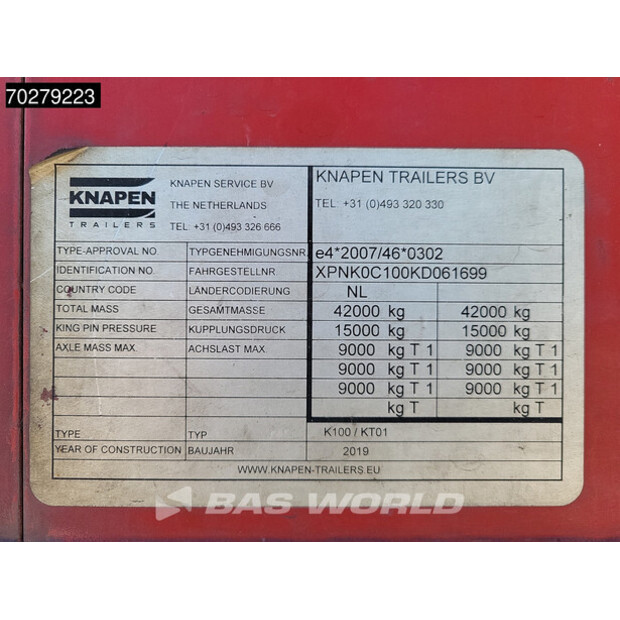 70279223
KNAPEN
TRAILERS
KNAPEN SERVICE BV
THE NETHERLANDS
TEL +31 (0)493 326 666
KNAPEN TRAILERS BV
TEL +31 (0)493 320 330
TYPE-APPROVAL NO. TYPGENEHMIGUNGSNR. e4*2007/46*0302
IDENTIFICATION NO. FAHRGESTELLNR. XPNK0C100KD061699
COUNTRY CODE LÄNDERCODIERUNG NL
TOTAL MASS GESAMTMASSE 42000 kg 42000 kg
KING PIN PRESSURE KUPPLUNGSDRUCK 15000 kg 15000 kg
AXLE MASS MAX. ACHSLAST MAX. 9000 kg T 1 9000 kg T 1
9000 kg T 1 9000 kg T 1
9000 kg T 1 9000 kg T 1
kg T kg T
TYPE TYP K100 / KT01
YEAR OF CONSTRUCTION BAUJAHR 2019
WWW.KNAPEN-TRAILERS.EU
BAS WORLD